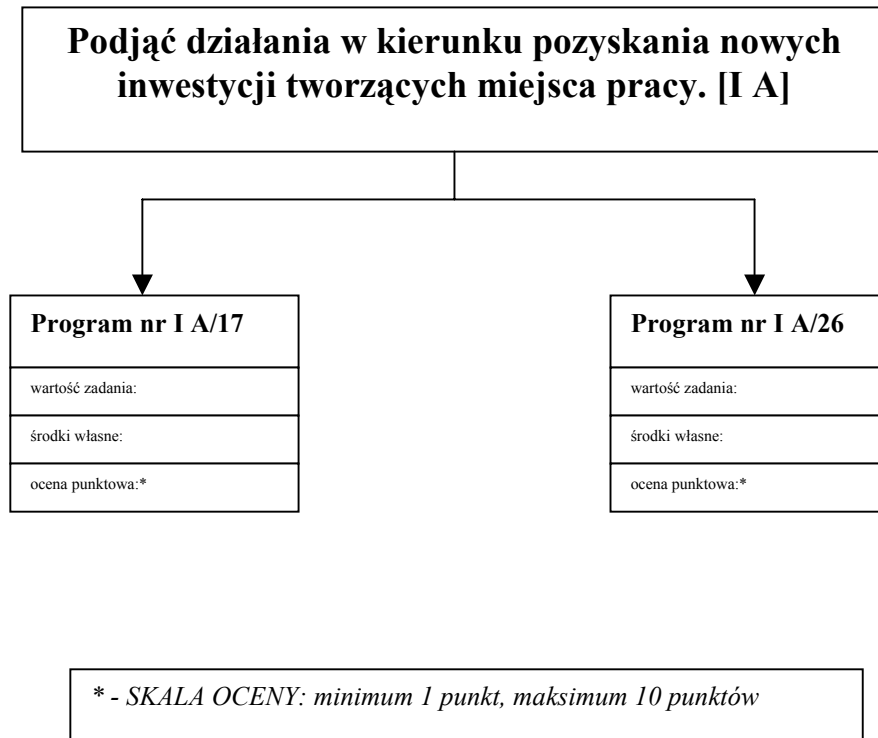 Podjąć działania w kierunku pozyskania nowych
inwestycji tworzących miejsca pracy. [I A]
Program nr I A/17
wartość zadania:
środki własne:
ocena punktowa:*
Program nr I A/26
wartość zadania:
środki własne:
ocena punktowa:*
* - SKALA OCENY: minimum 1 punkt, maksimum 10 punktów